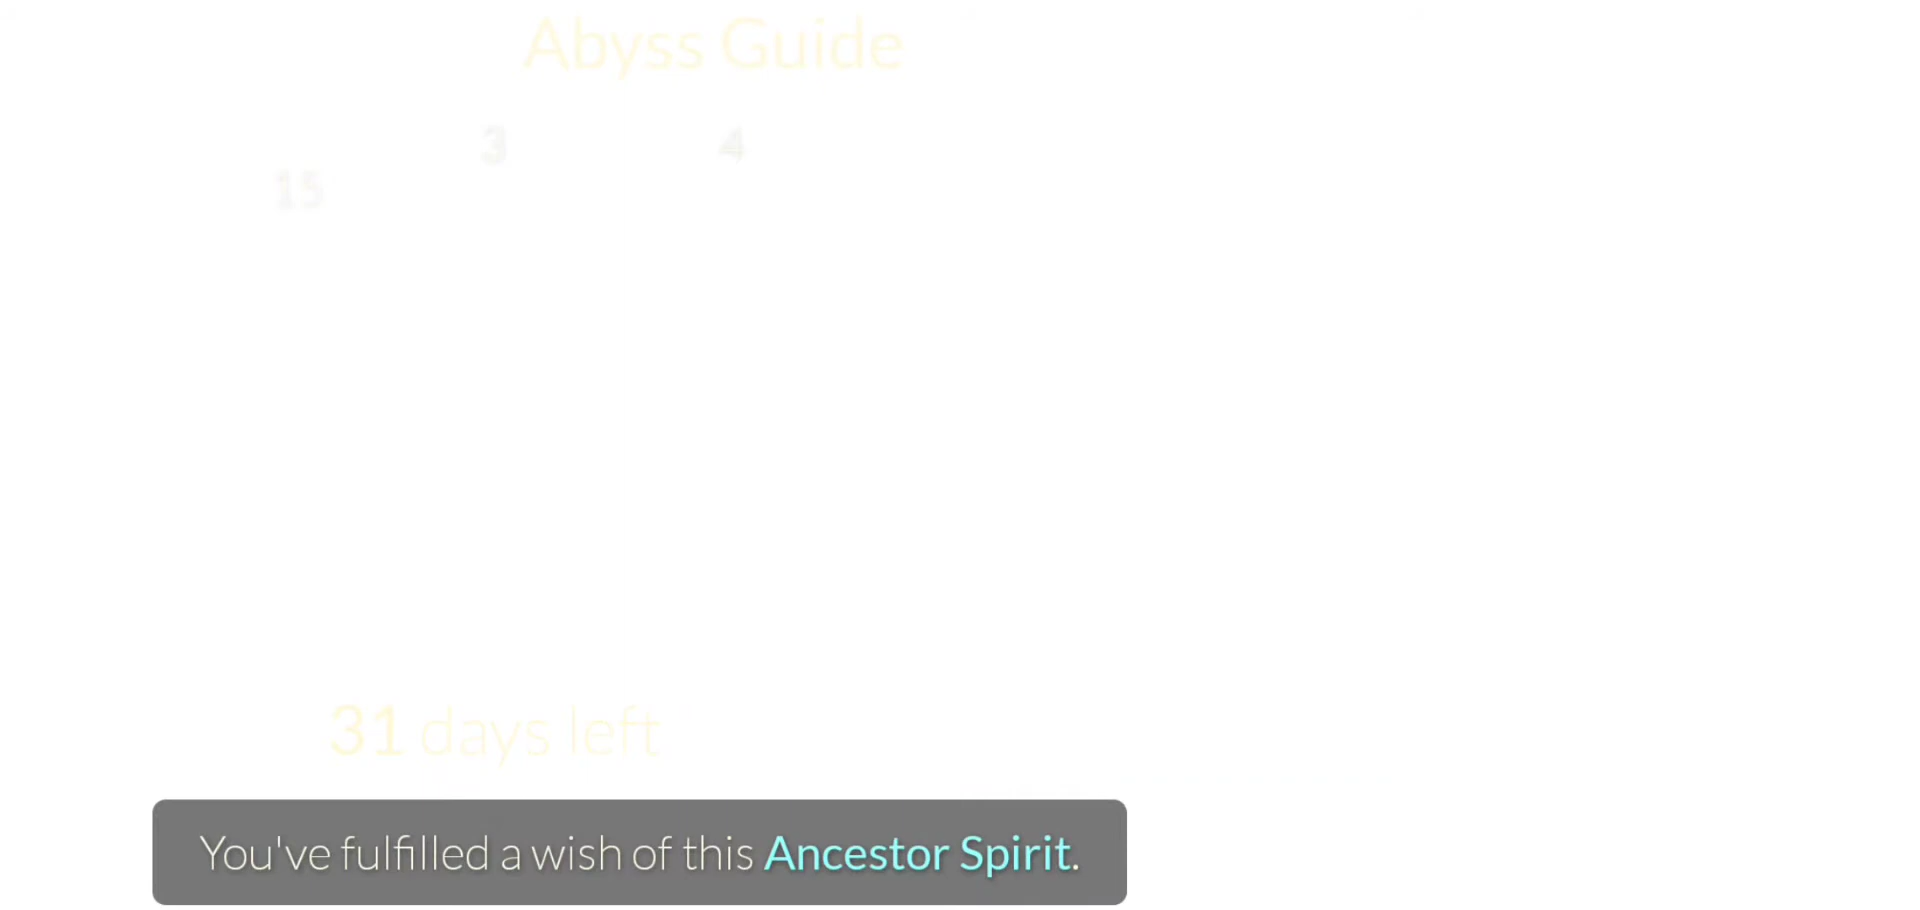 Abyss Guide
3 4
15
31 days left
You've fulfilled a wish of this Ancestor Spirit.